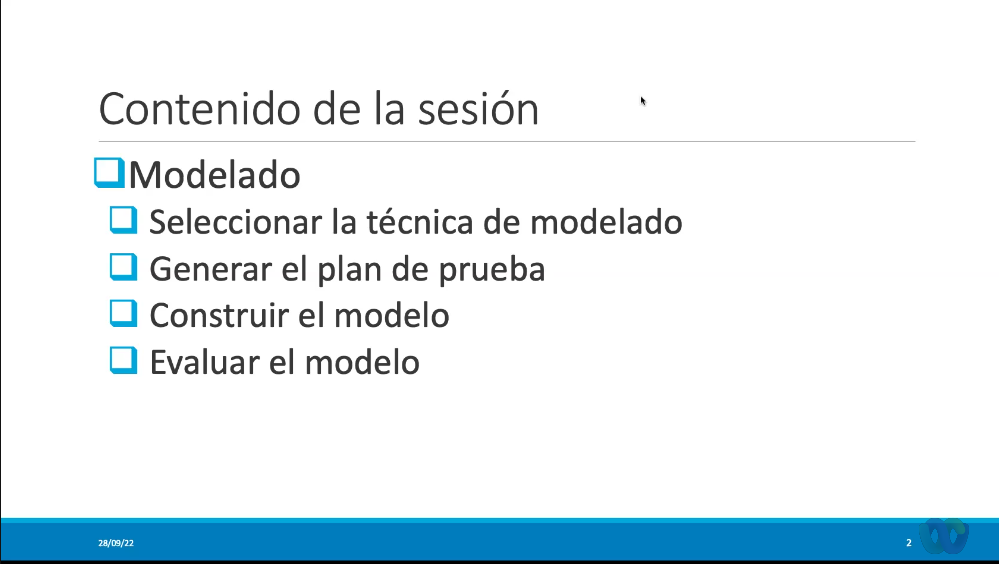 Contenido de la sesión
Modelado
Seleccionar la técnica de modelado
Generar el plan de prueba
Construir el modelo
Evaluar el modelo
28/09/22
2